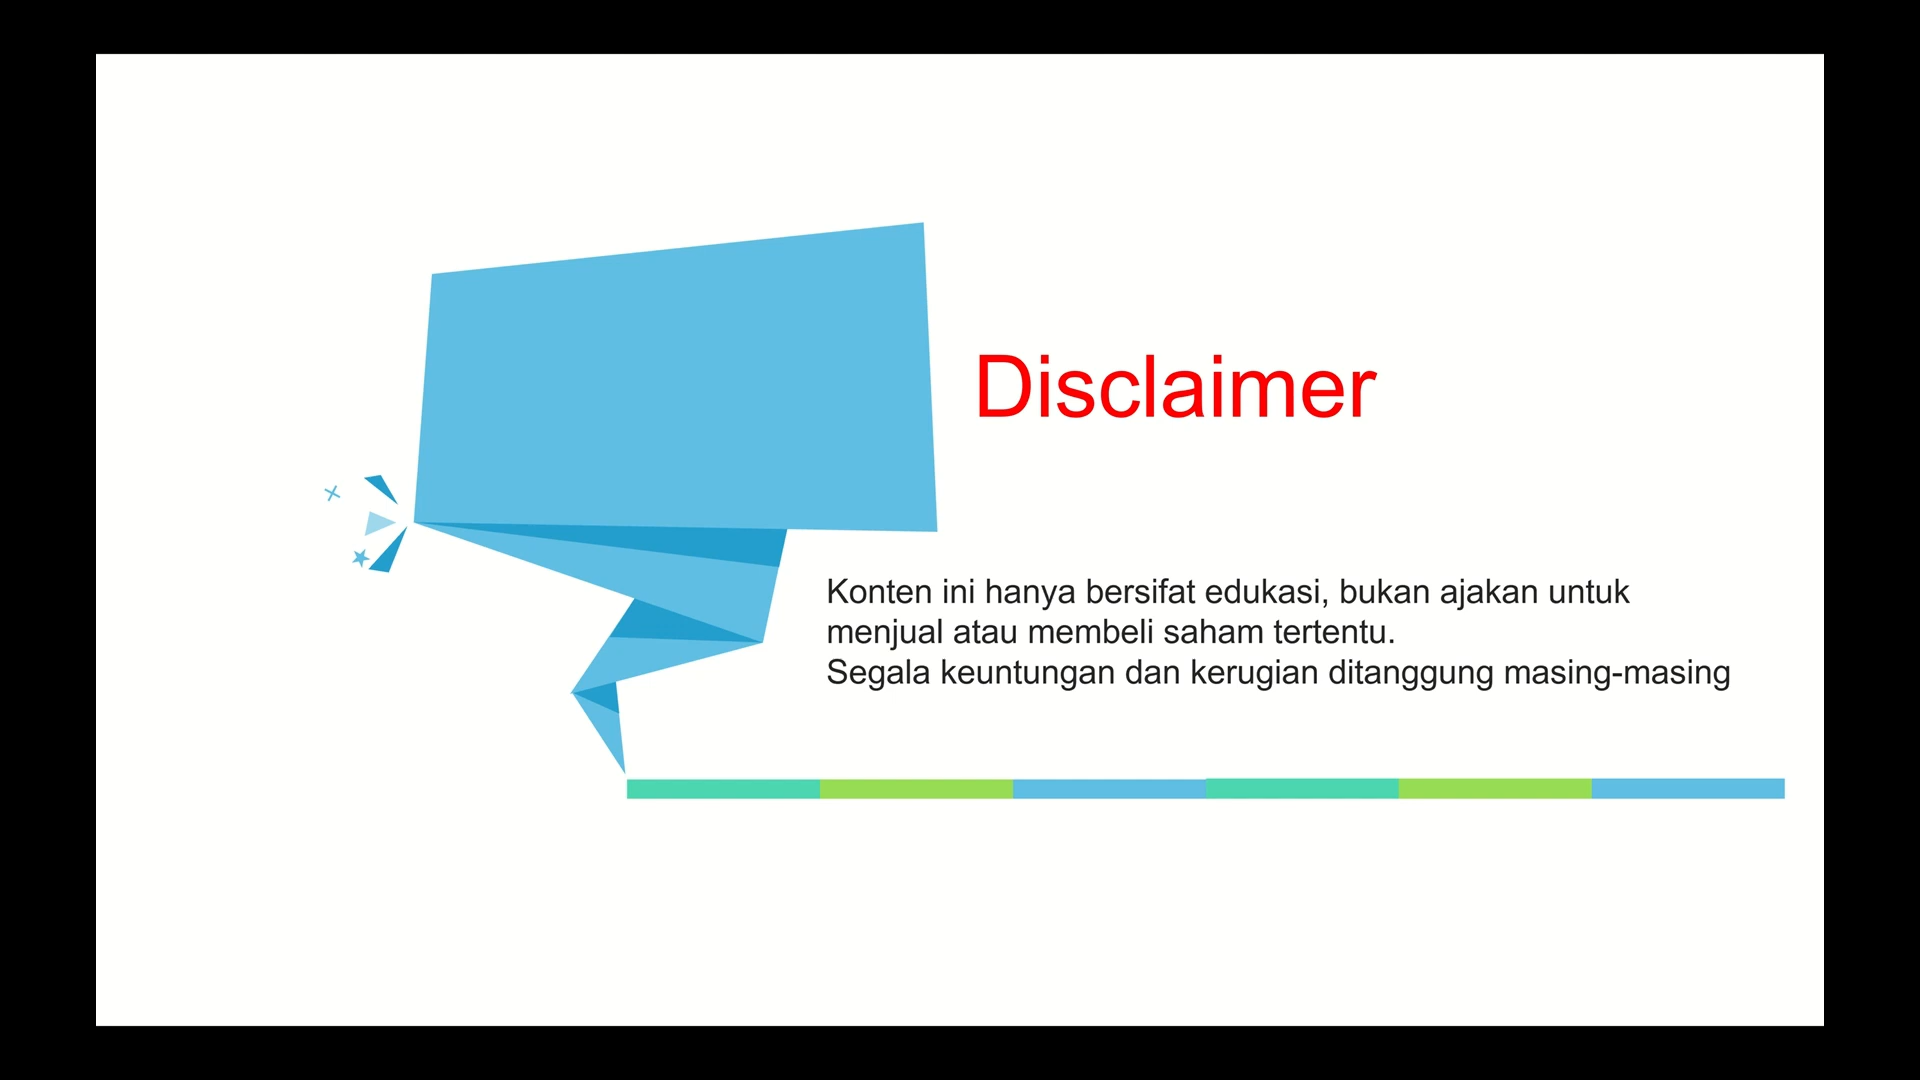 Disclaimer
Konten ini hanya bersifat edukasi, bukan ajakan untuk
menjual atau membeli saham tertentu.
Segala keuntungan dan kerugian ditanggung masing-masing